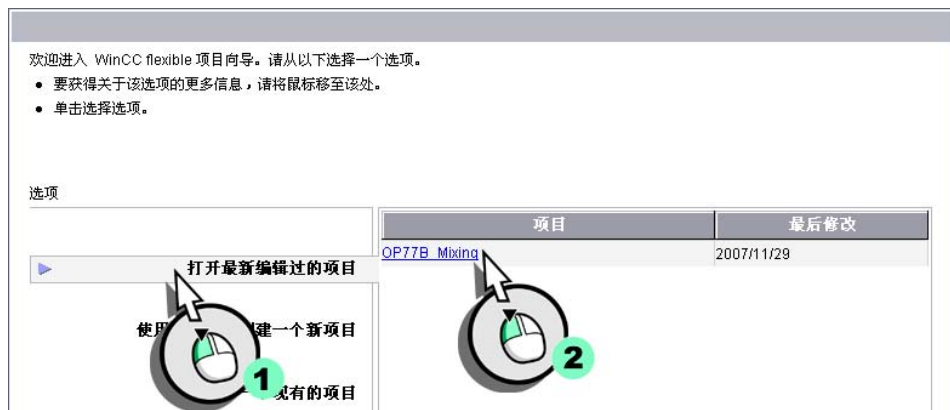 欢迎进入 WinCC flexible 项目向导。请从以下选择一个选项。
● 要获得关于该选项的更多信息，请将鼠标移至该处。
● 单击选择选项。
选项
项目 最后修改
打开最新编辑过的项目 OP77B_Mixing 2007/11/29
使用 建一个新项目
2
1
现有的项目